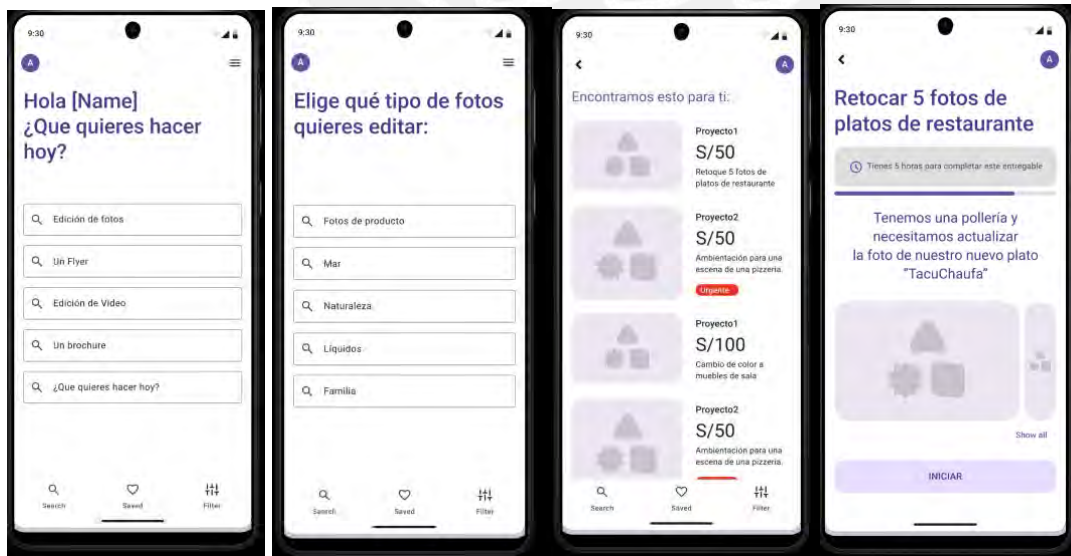 9:30
A
Hola [Name]
¿Que quieres hacer
hoy?
Edición de fotos
Un Flyer
Edición de Video
Un brochure
¿Que quieres hacer hoy?
Search
Saved
Filter
9:30
A
Elige qué tipo de fotos
quieres editar:
Fotos de producto
Mar
Naturaleza
Líquidos
Familia
Search
Saved
Filter
9:30
A
Encontramos esto para ti:
Proyecto1
S/50
Retoque 5 fotos de
platos de restaurante
Proyecto2
S/50
Ambientación para una
escena de una pizzeria.
Urgente
Proyecto1
S/100
Cambio de color a
muebles de sala
Proyecto2
S/50
Ambientación para una
escena de una pizzeria.
Search
Saved
Filter
9:30
A
Retocar 5 fotos de
platos de restaurante
Tienes 5 horas para completar este entregable
Tenemos una pollería y
necesitamos actualizar
la foto de nuestro nuevo plato
"TacuChaufa"
Show all
INICIAR